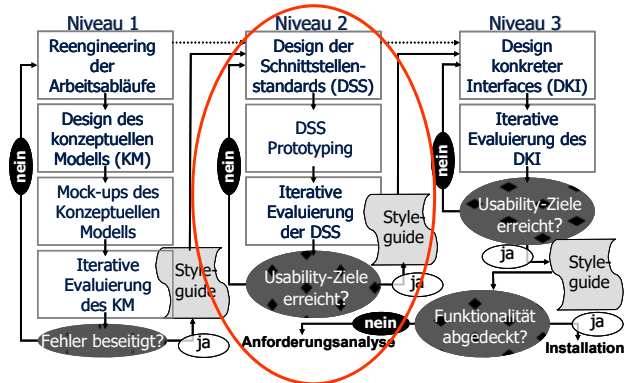 Niveau 1
Reengineering
der
Arbeitsabläufe
Design des
konzeptuellen
Modells (KM)
Mock-ups des
Konzeptuellen
Modells
Iterative
Evaluierung
des KM
Fehler beseitigt?
nein
ja
Style-
guide
Niveau 2
Design der
Schnittstellen-
standards (DSS)
DSS
Prototyping
Iterative
Evaluierung
der DSS
Usability-Ziele
erreicht?
nein
ja
Style-
guide
Niveau 3
Design
konkreter
Interfaces (DKI)
Iterative
Evaluierung des
DKI
Usability-Ziele
erreicht?
nein
ja
Style-
guide
Funktionalität
abgedeckt?
nein
Anforderungsanalyse
ja
Installation